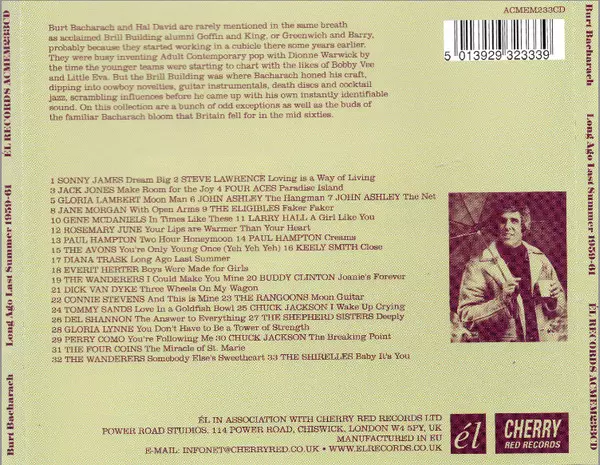 Burt Bacharach and Hal David are rarely mentioned in the same breath
as acclaimed Brill Building alumni Goffin and King, or Greenwich and Barry,
probably because they started working in a cubicle there some years earlier.
They were busy inventing Adult Contemporary pop with Dionne Warwick by
the time the younger teams were starting to chart with the likes of Bobby Vee
and Little Eva. But the Brill Building was where Bacharach honed his craft,
dipping into cowboy novelties, guitar instrumentals, death discs and cocktail
jazz, scrambling influences before he came up with his own instantly identifiable
sound. On this collection are a bunch of odd exceptions as well as the buds
of the familiar Bacharach bloom that Britain fell for in the mid sixties.
ACMEM233CD
5 013929 323339
1 SONNY JAMES Dream Big 2 STEVE LAWRENCE Loving is a Way of Living
3 JACK JONES Make Room for the Joy 4 FOUR ACES Paradise Island
5 GLORIA LAMBERT Moon Man 6 JOHN ASHLEY The Hangman 7 JOHN ASHLEY The Net
8 JANE MORGAN With Open Arms 9 THE ELIGIBLES Faker Faker
10 GENE MCDANIELS In Times Like These 11 LARRY HALL A Girl Like You
12 ROSEMARY JUNE Your Lips are Warmer Than Your Heart
13 PAUL HAMPTON Two Hour Honeymoon 14 PAUL HAMPTON Creams
15 THE AVONS You're Only Young Once (Yeh Yeh Yeh) 16 KEELY SMITH Close
17 DIANA TRASK Long Ago Last Summer
18 EVERIT HERTER Boys Were Made for Girls
19 THE WANDERERS I Could Make You Mine 20 BUDDY CLINTON Joanie's Forever
21 DICK VAN DYKE Three Wheels On My Wagon
22 CONNIE STEVENS And This is Mine 23 THE RANGOONS Moon Guitar
24 TOMMY SANDS Love In a Goldfish Bowl 25 CHUCK JACKSON I Wake Up Crying
26 DEL SHANNON The Answer to Everything 27 THE SHEPHERD SISTERS Deeply
28 GLORIA LYNNE You Don't Have to Be a Tower of Strength
29 PERRY COMO You're Following Me 30 CHUCK JACKSON The Breaking Point
31 THE FOUR COINS The Miracle of St. Marie
32 THE WANDERERS Somebody Else's Sweetheart 33 THE SHIRELLES Baby It's You
ÉL IN ASSOCIATION WITH CHERRY RED RECORDS LTD
POWER ROAD STUDIOS, 114 POWER ROAD, CHISWICK, LONDON W4 5PY, UK
MANUFACTURED IN EU
E-MAIL: INFONET@CHERRYRED.CO.UK • WWW.ELRECORDS.CO.UK
él
CHERRY
RED RECORDS
Burt Bacharach Long Ago Last Summer 1959-61 ÉL RECORDS ACMEM233CD
Burt Bacharach Long Ago Last Summer 1959-61 ÉL RECORDS ACMEM233CD